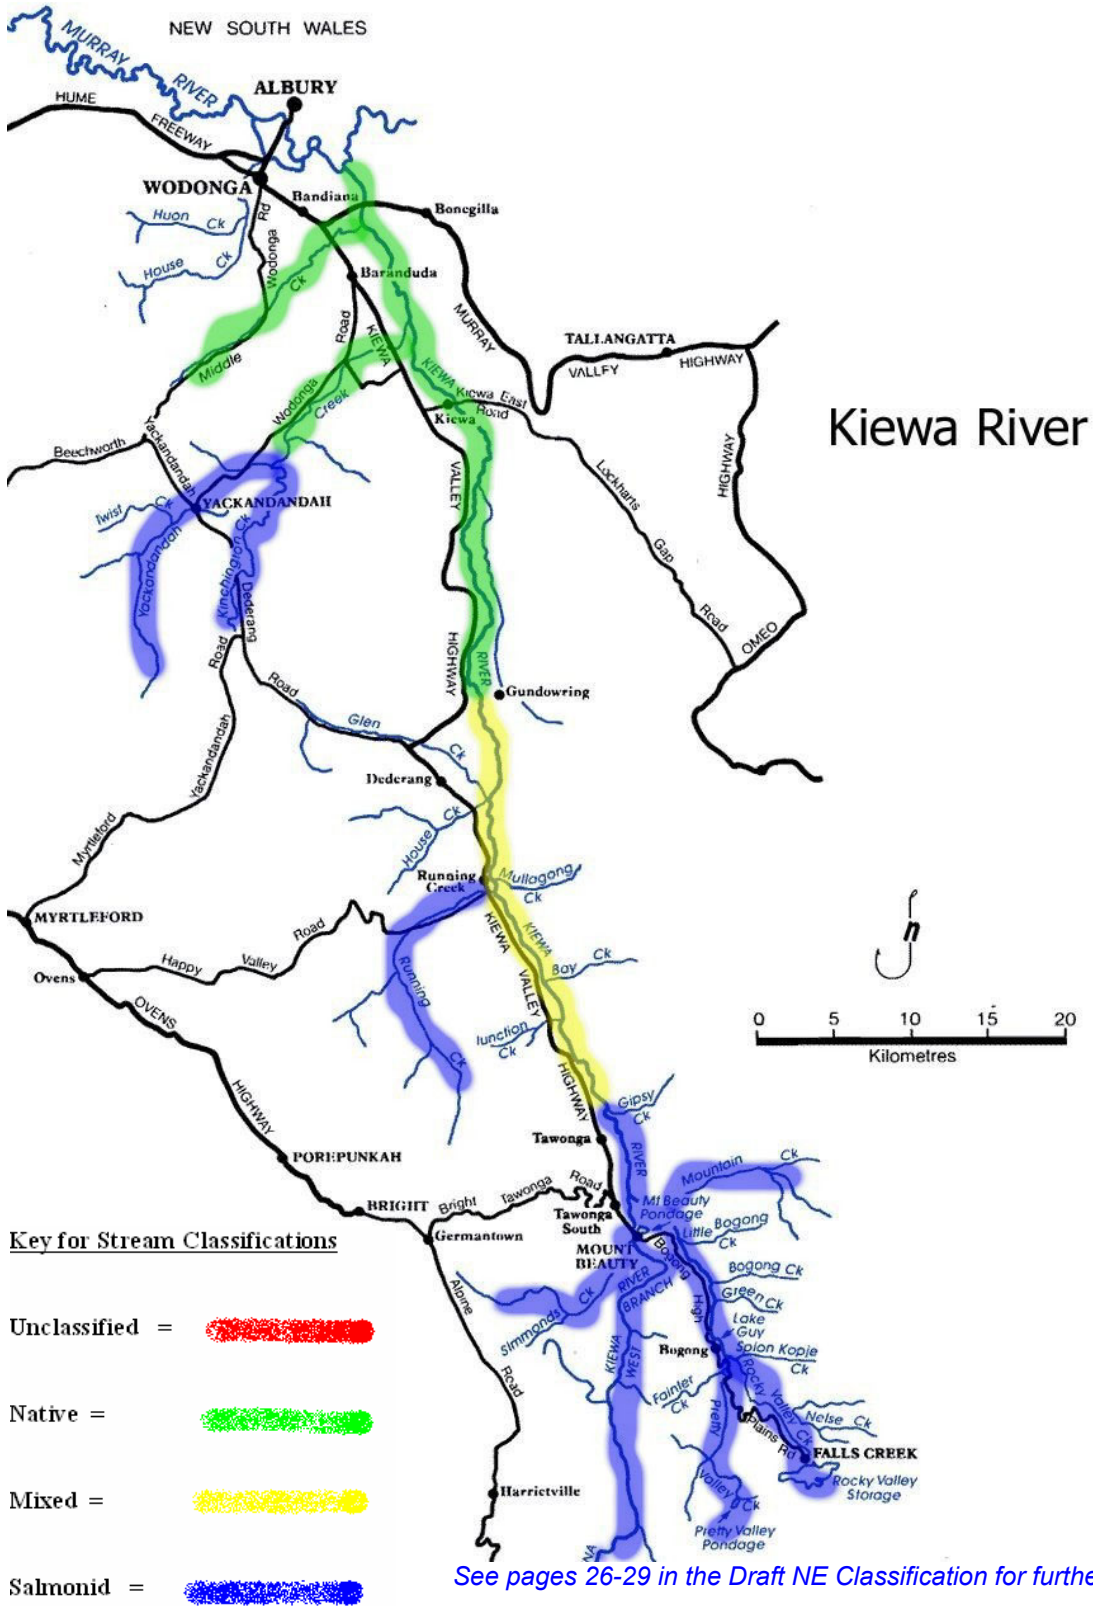 NEW SOUTH WALES
MURRAY
RIVER
ALBURY
HUME
FREEWAY
WODONGA
Bandiana
Bonegilla
Huon Ck
Rd
House Ck
Wodonga
Ck
Baranduda
MURRAY
Road
KIEWA
TALLANGATTA
VALLEY HIGHWAY
Middle
KIEWA
Kiewa East
Road
Wodonga
Creek
Kiewa
Kiewa River
Beechworth
Yackandandah
VALLEY
HIGHWAY
Lockharts
Gap
Road
Twist Ck
YACKANDANDAH
Yackandandah
Kinchington Ck
Dederang
OMEO
Road
HIGHWAY
RIVER
Gundowring
Road
Glen
Ck
Yackandandah
Dederang
Myrtleford
House Ck
Running
Creek
Mullagong
Ck
MYRTLEFORD
KIEWA
KIEWA
n
Road
Happy Valley
Ovens
Running
Ck
VALLEY
Bay Ck
OVENS
Junction
Ck
0 5 10 15 20
Kilometres
HIGHWAY
HIGHWAY
Gipsy
Ck
Tawonga
RIVER
POREPUNKAH
Mountain Ck
Road
BRIGHT
Bright Tawonga
Tawonga
South
Mt Beauty
Pondage
Little Bogong
Ck
Germantown
MOUNT
BEAUTY
Bogong
Key for Stream Classifications
RIVER
BRANCH
Bogong Ck
Simmonds Ck
High
Green Ck
Alpine
Lake
Guy
Unclassified =
KIEWA
WEST
Bogong
Spion Kopje
Ck
Road
Fainter
Ck
Rocky Valley Ck
Pretty
Nelse Ck
Native =
Plains Rd
FALLS CREEK
Valley
Ck
Rocky Valley
Storage
Mixed =
Harrietville
Pretty Valley
Pondage
NA
Salmonid =
See pages 26-29 in the Draft NE Classification for furthe